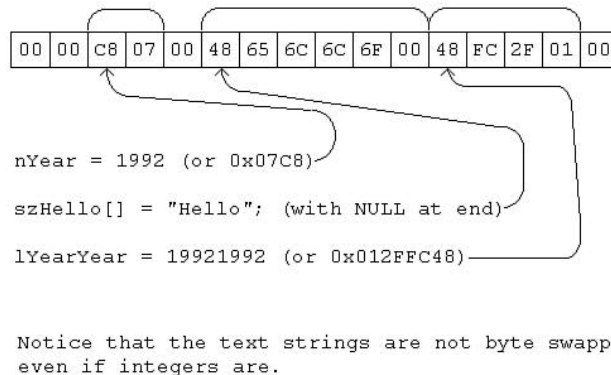 00 00 C8 07 00 48 65 6C 6C 6F 00 48 FC 2F 01 00
nYear = 1992 (or 0x07C8)
szHello[] = "Hello"; (with NULL at end)
lYearYear = 19921992 (or 0x012FFC48)
Notice that the text strings are not byte swapp
even if integers are.